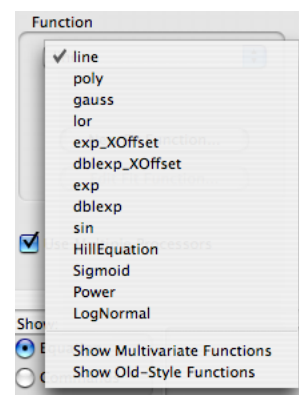 Function
✓ line
poly
gauss
lor
exp_XOffset
dblexp_XOffset
exp
dblexp
sin
HillEquation
Sigmoid
Power
LogNormal
Show
Show Multivariate Functions
Show Old-Style Functions